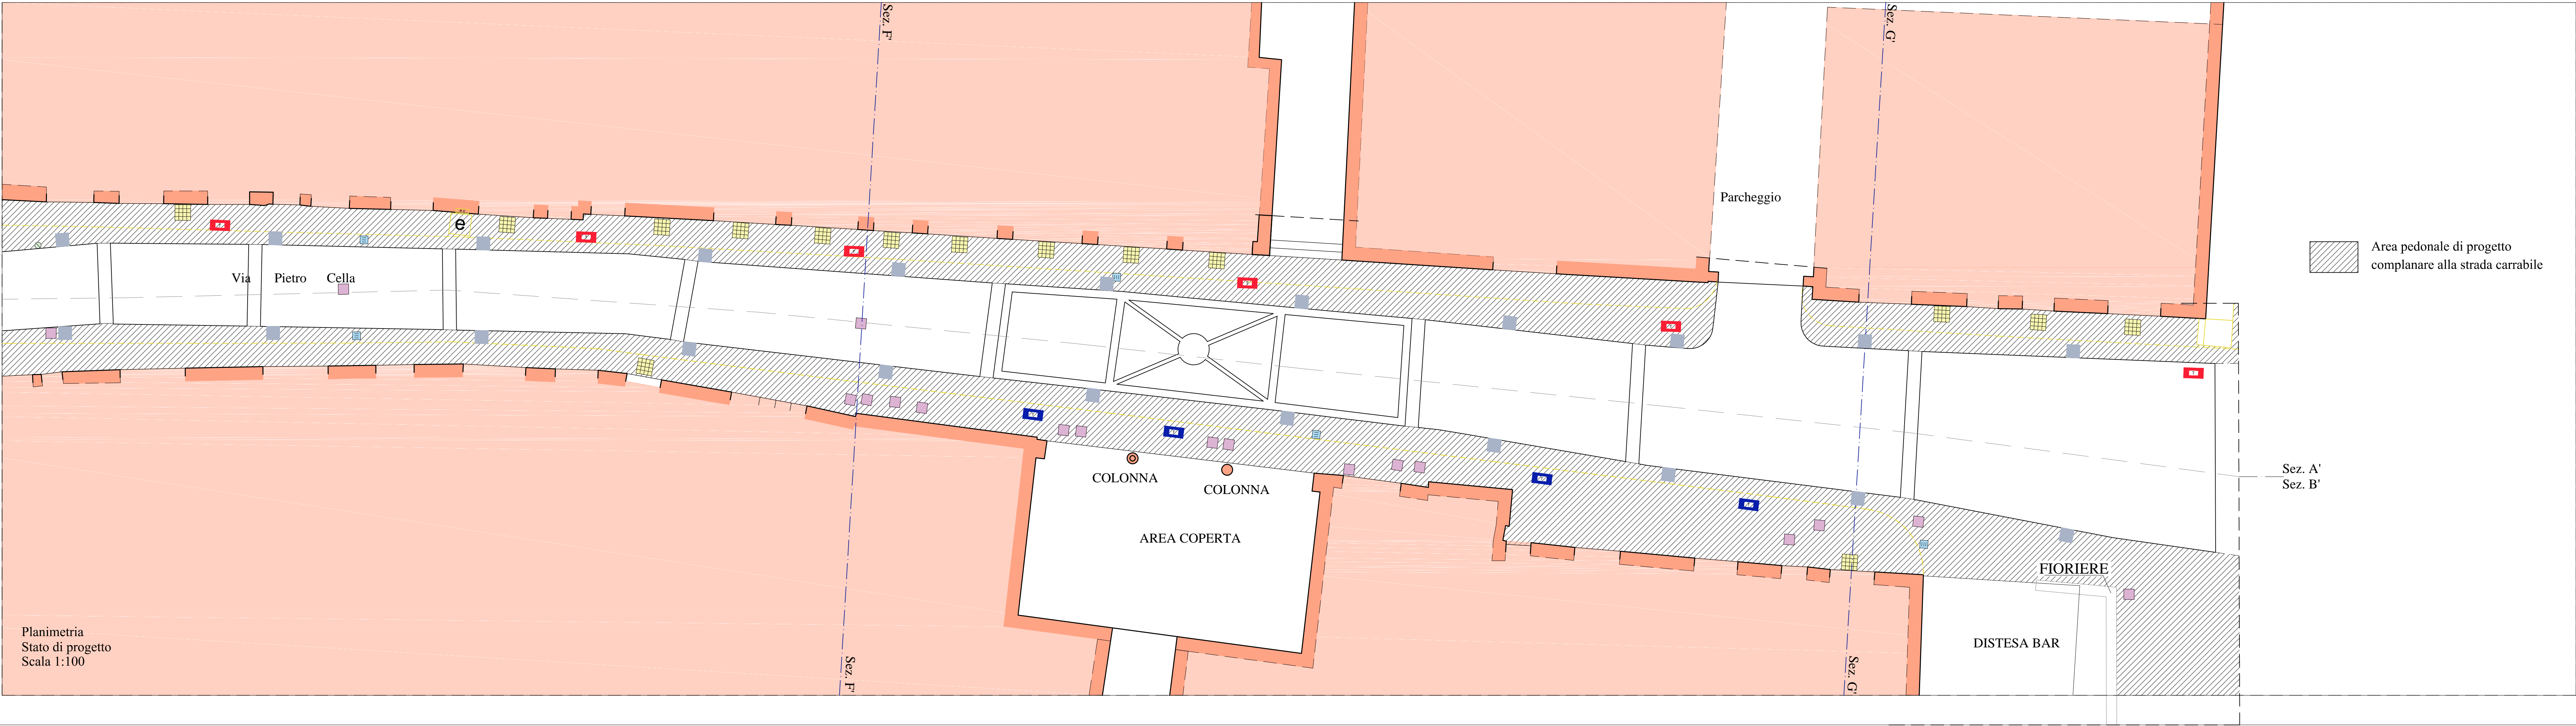 Sez. F'
Sez. G'
Parcheggio
Area pedonale di progetto
complanare alla strada carrabile
e
Via Pietro Cella
COLONNA
COLONNA
Sez. A'
Sez. B'
AREA COPERTA
FIORIERE
Planimetria
Stato di progetto
Scala 1:100
DISTESA BAR
Sez. F'
Sez. G'